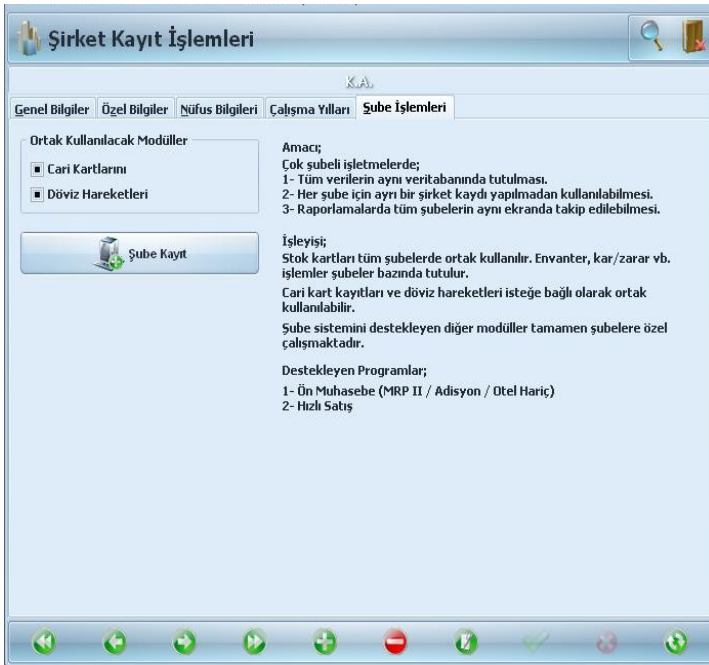 Şirket Kayıt İşlemleri
K.A.
Genel Bilgiler Özel Bilgiler Nüfus Bilgileri Çalışma Yılları Şube İşlemleri
Ortak Kullanılacak Modüller
Cari Kartlarını
Döviz Hareketleri
Şube Kayıt
Amacı;
Çok şubeli işletmelerde;
1- Tüm verilerin aynı veritabanında tutulması.
2- Her şube için ayrı bir şirket kaydı yapılmadan kullanılabilmesi.
3- Raporlamalarda tüm şubelerin aynı ekranda takip edilebilmesi.
İşleyişi;
Stok kartları tüm şubelerde ortak kullanılır. Envanter, kar/zarar vb.
işlemler şubeler bazında tutulur.
Cari kart kayıtları ve döviz hareketleri isteğe bağlı olarak ortak
kullanılabilir.
Şube sistemini destekleyen diğer modüller tamamen şubelere özel
çalışmaktadır.
Destekleyen Programlar;
1- Ön Muhasebe (MRP II / Adisyon / Otel Hariç)
2- Hızlı Satış